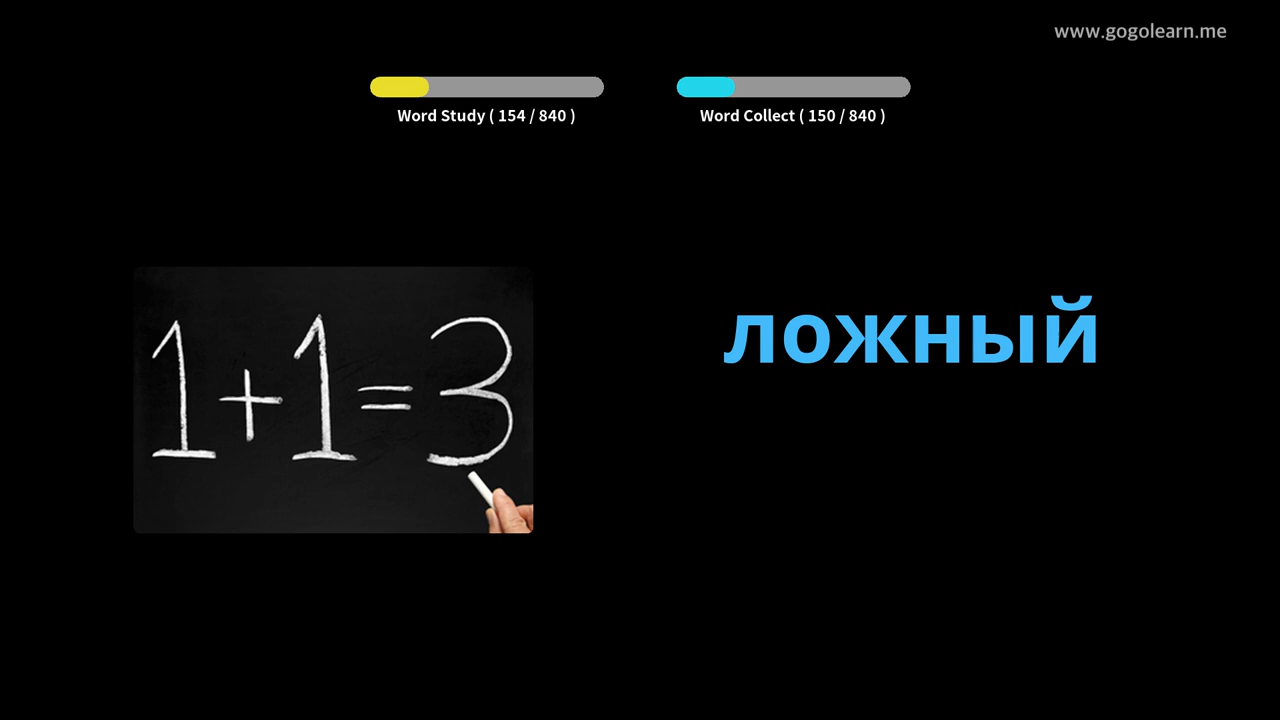 www.gogolearn.me
Word Study ( 154 / 840 )
Word Collect ( 150 / 840 )
1+1=3
ложный